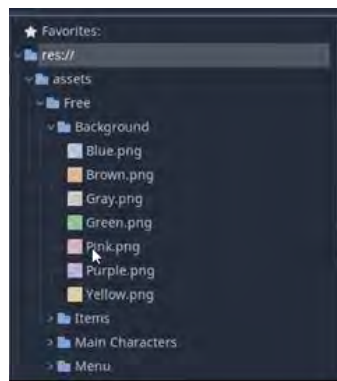 Favorites:
res://
assets
Free
Background
Blue.png
Brown.png
Gray.png
Green.png
Pink.png
Purple.png
Yellow.png
Items
Main Characters
Menu